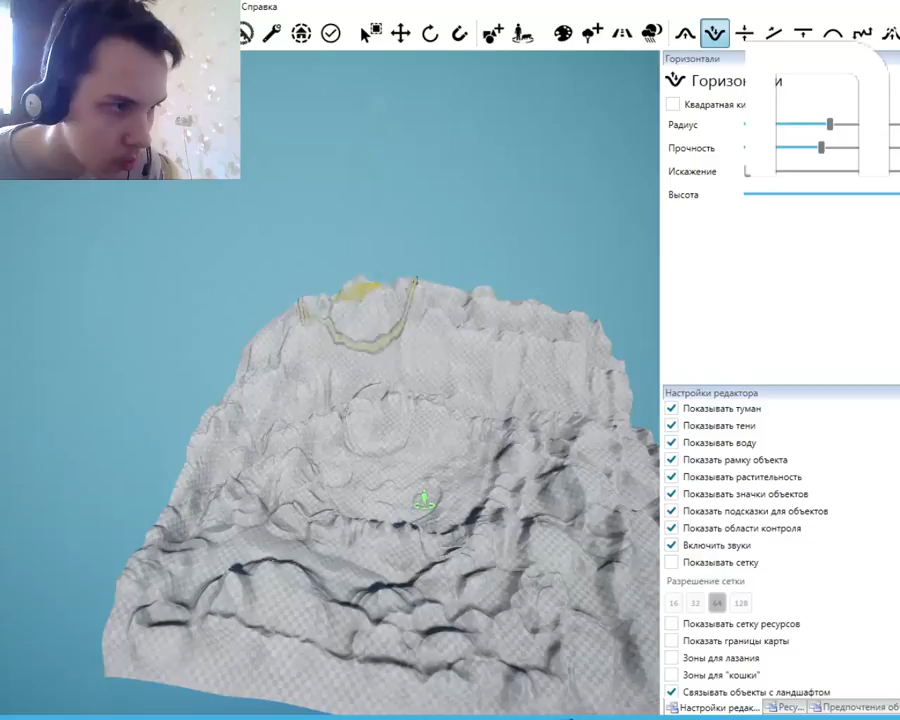 Справка
Горизонтали
Горизонтали
Квадратная ки
Радиус
Прочность
Искажение
Высота
Настройки редактора
Показывать туман
Показывать тени
Показывать воду
Показать рамку объекта
Показывать растительность
Показывать значки объектов
Показать подсказки для объектов
Показать области контроля
Включить звуки
Показывать сетку
Разрешение сетки
16 32 64 128
Показывать сетку ресурсов
Показать границы карты
Зоны для лазания
Зоны для "кошки"
Связывать объекты с ландшафтом
Настройки редак... Ресу... Предпочтения об